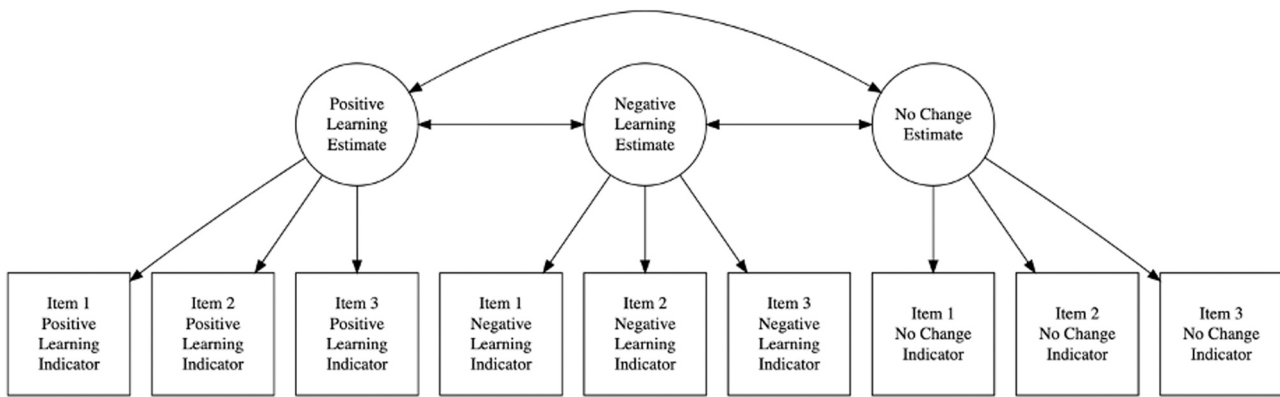 Positive
Learning
Estimate
Negative
Learning
Estimate
No Change
Estimate
Item 1
Positive
Learning
Indicator
Item 2
Positive
Learning
Indicator
Item 3
Positive
Learning
Indicator
Item 1
Negative
Learning
Indicator
Item 2
Negative
Learning
Indicator
Item 3
Negative
Learning
Indicator
Item 1
No Change
Indicator
Item 2
No Change
Indicator
Item 3
No Change
Indicator